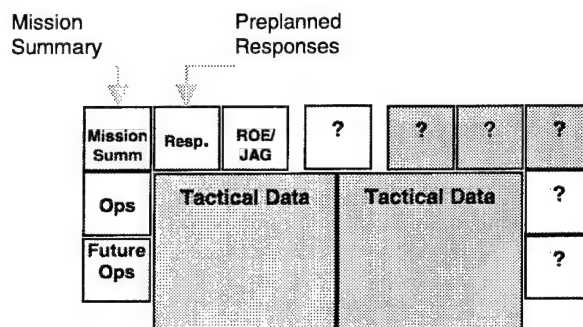 Mission
Summary
Preplanned
Responses
Mission
Summ
Resp.
ROE/
JAG
?
?
?
?
Ops
Tactical Data
Tactical Data
?
Future
Ops
?